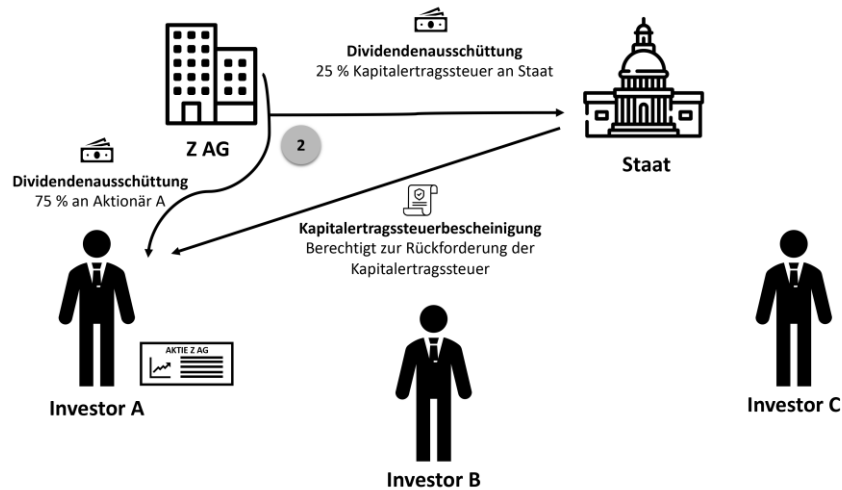 Dividendenausschüttung
25 % Kapitalertragssteuer an Staat
Z AG
2
Staat
Dividendenausschüttung
75 % an Aktionär A
Kapitalertragssteuerbescheinigung
Berechtigt zur Rückforderung der
Kapitalertragssteuer
AKTIE Z AG
Investor A
Investor B
Investor C